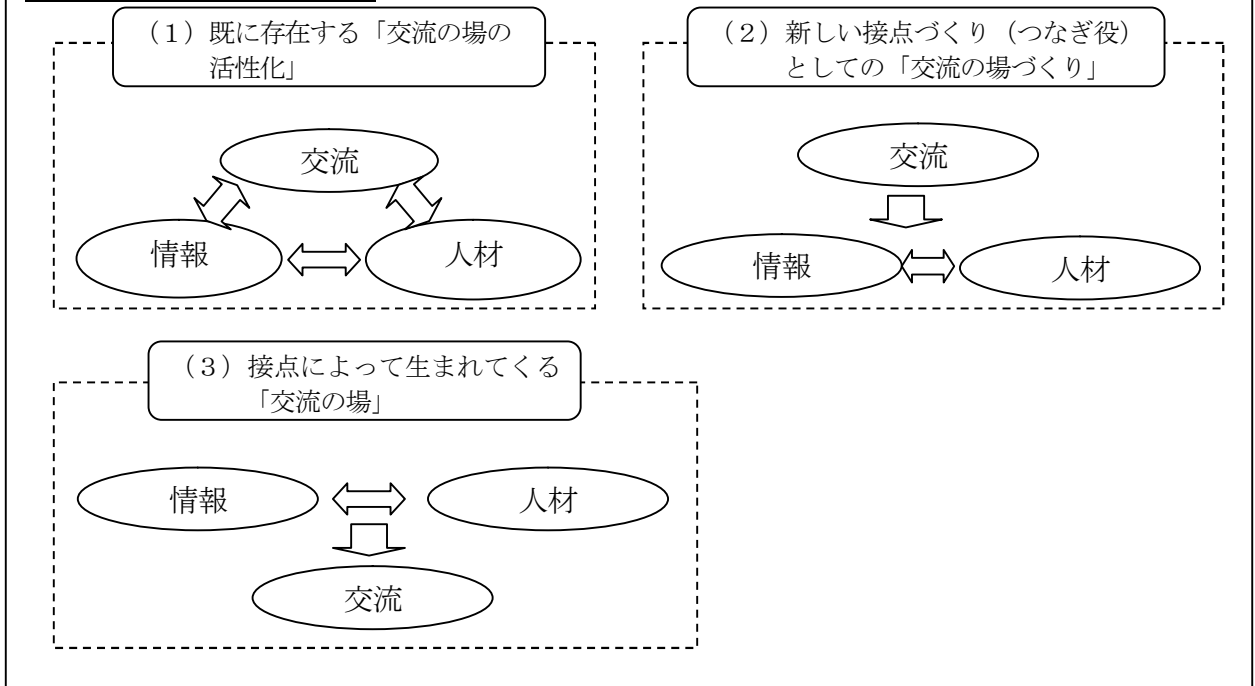 （１）既に存在する「交流の場の
活性化」
交流
情報
人材
（２）新しい接点づくり（つなぎ役）
としての「交流の場づくり」
交流
情報
人材
（３）接点によって生まれてくる
「交流の場」
情報
人材
交流